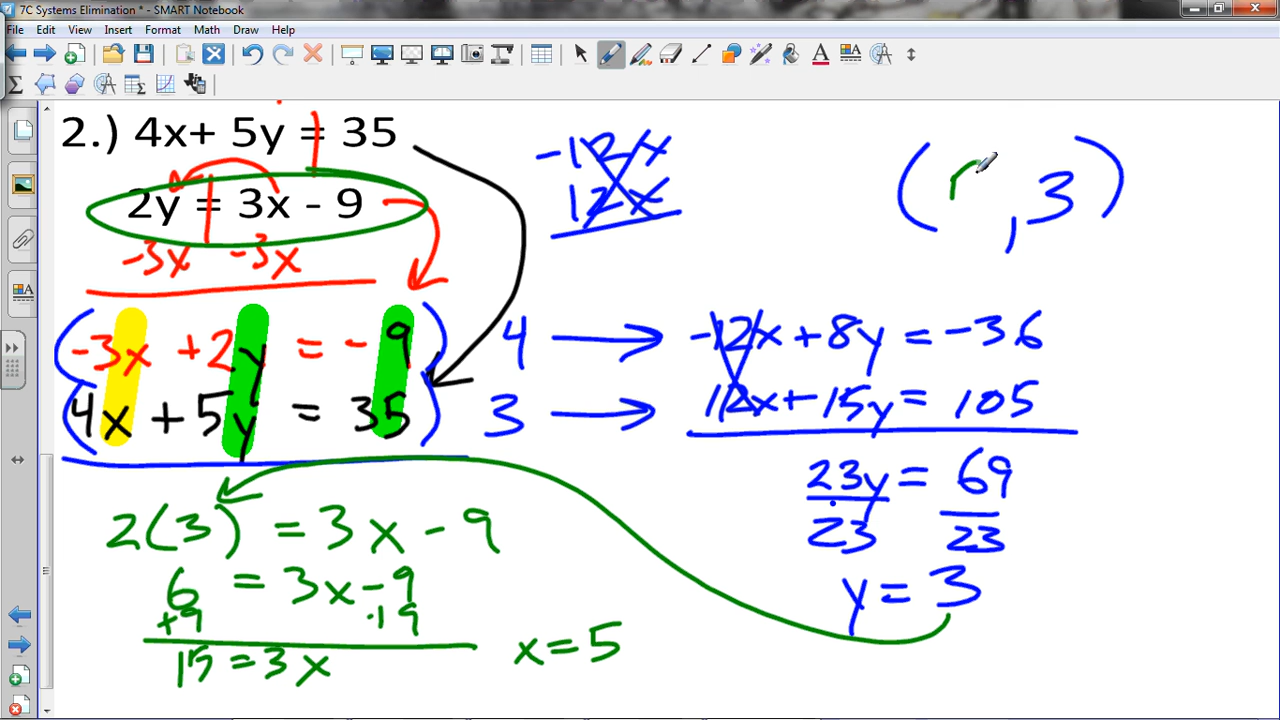 7C Systems Elimination * - SMART Notebook
File Edit View Insert Format Math Draw Help
2.) 4x+ 5y = 35
2y = 3x - 9
-3x -3x
-12x
12x
( , 3 )
(-3x +2y = -9) 4 → -12x + 8y = -36
(4x + 5y = 35) 3 → 12x + 15y = 105
23y = 69
23 23
y = 3
2(3) = 3x - 9
6 = 3x - 9
+9 +9
15 = 3x
x = 5